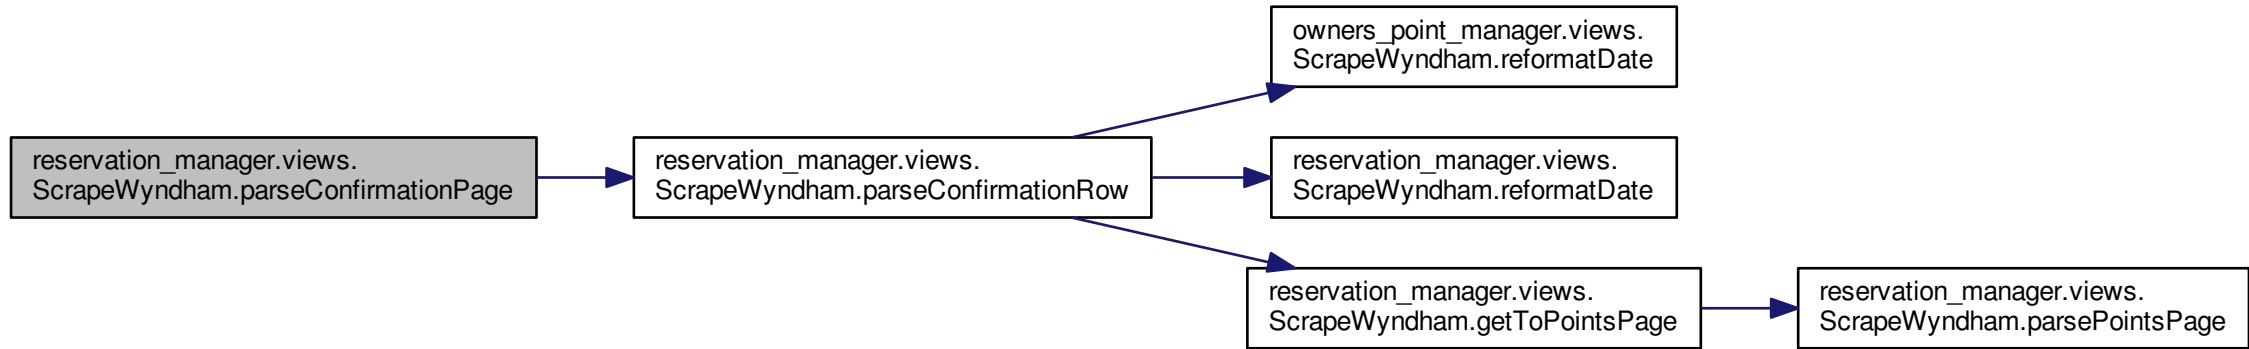 owners_point_manager.views.
ScrapeWyndham.reformatDate
reservation_manager.views.
ScrapeWyndham.parseConfirmationPage
reservation_manager.views.
ScrapeWyndham.parseConfirmationRow
reservation_manager.views.
ScrapeWyndham.reformatDate
reservation_manager.views.
ScrapeWyndham.getToPointsPage
reservation_manager.views.
ScrapeWyndham.parsePointsPage